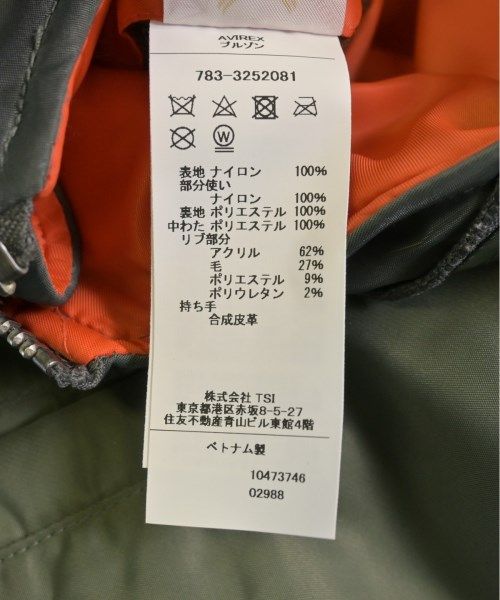 AVIREX
ブルゾン
783-3252081
W
表地 ナイロン 100%
部分使い
ナイロン 100%
裏地 ポリエステル 100%
中わた ポリエステル 100%
リブ部分
アクリル 62%
毛 27%
ポリエステル 9%
ポリウレタン 2%
持ち手
合成皮革
株式会社 TSI
東京都港区赤坂8-5-27
住友不動産青山ビル東館4階
ベトナム製
10473746
02988